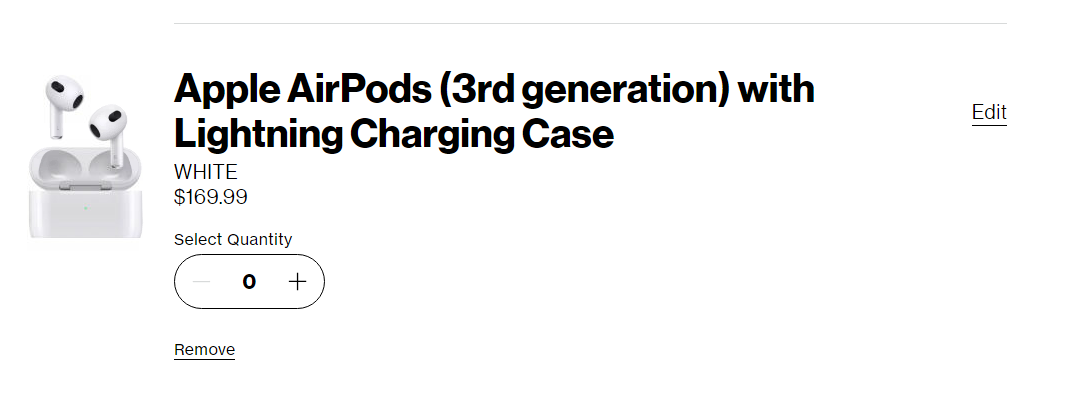 Apple AirPods (3rd generation) with
Lightning Charging Case
Edit
WHITE
$169.99
Select Quantity
0
Remove